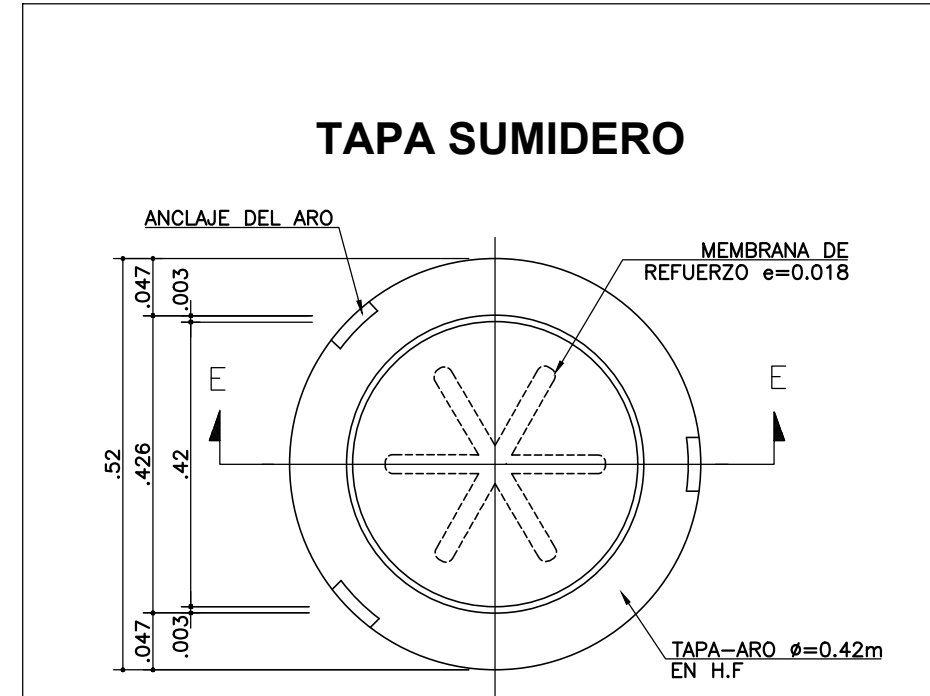 TAPA SUMIDERO
ANCLAJE DEL ARO
MEMBRANA DE
REFUERZO e=0.018
.047
.003
E
E
.52
.426
.42
.047
.003
TAPA-ARO ø=0.42m
EN H.F